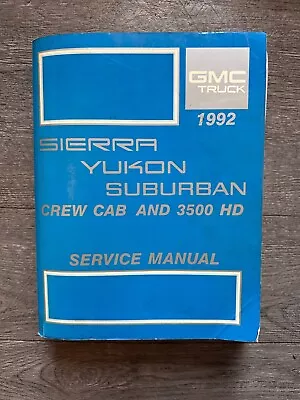 GMC
TRUCK
1992
SIERRA
YUKON
SUBURBAN
CREW CAB AND 3500 HD
SERVICE MANUAL